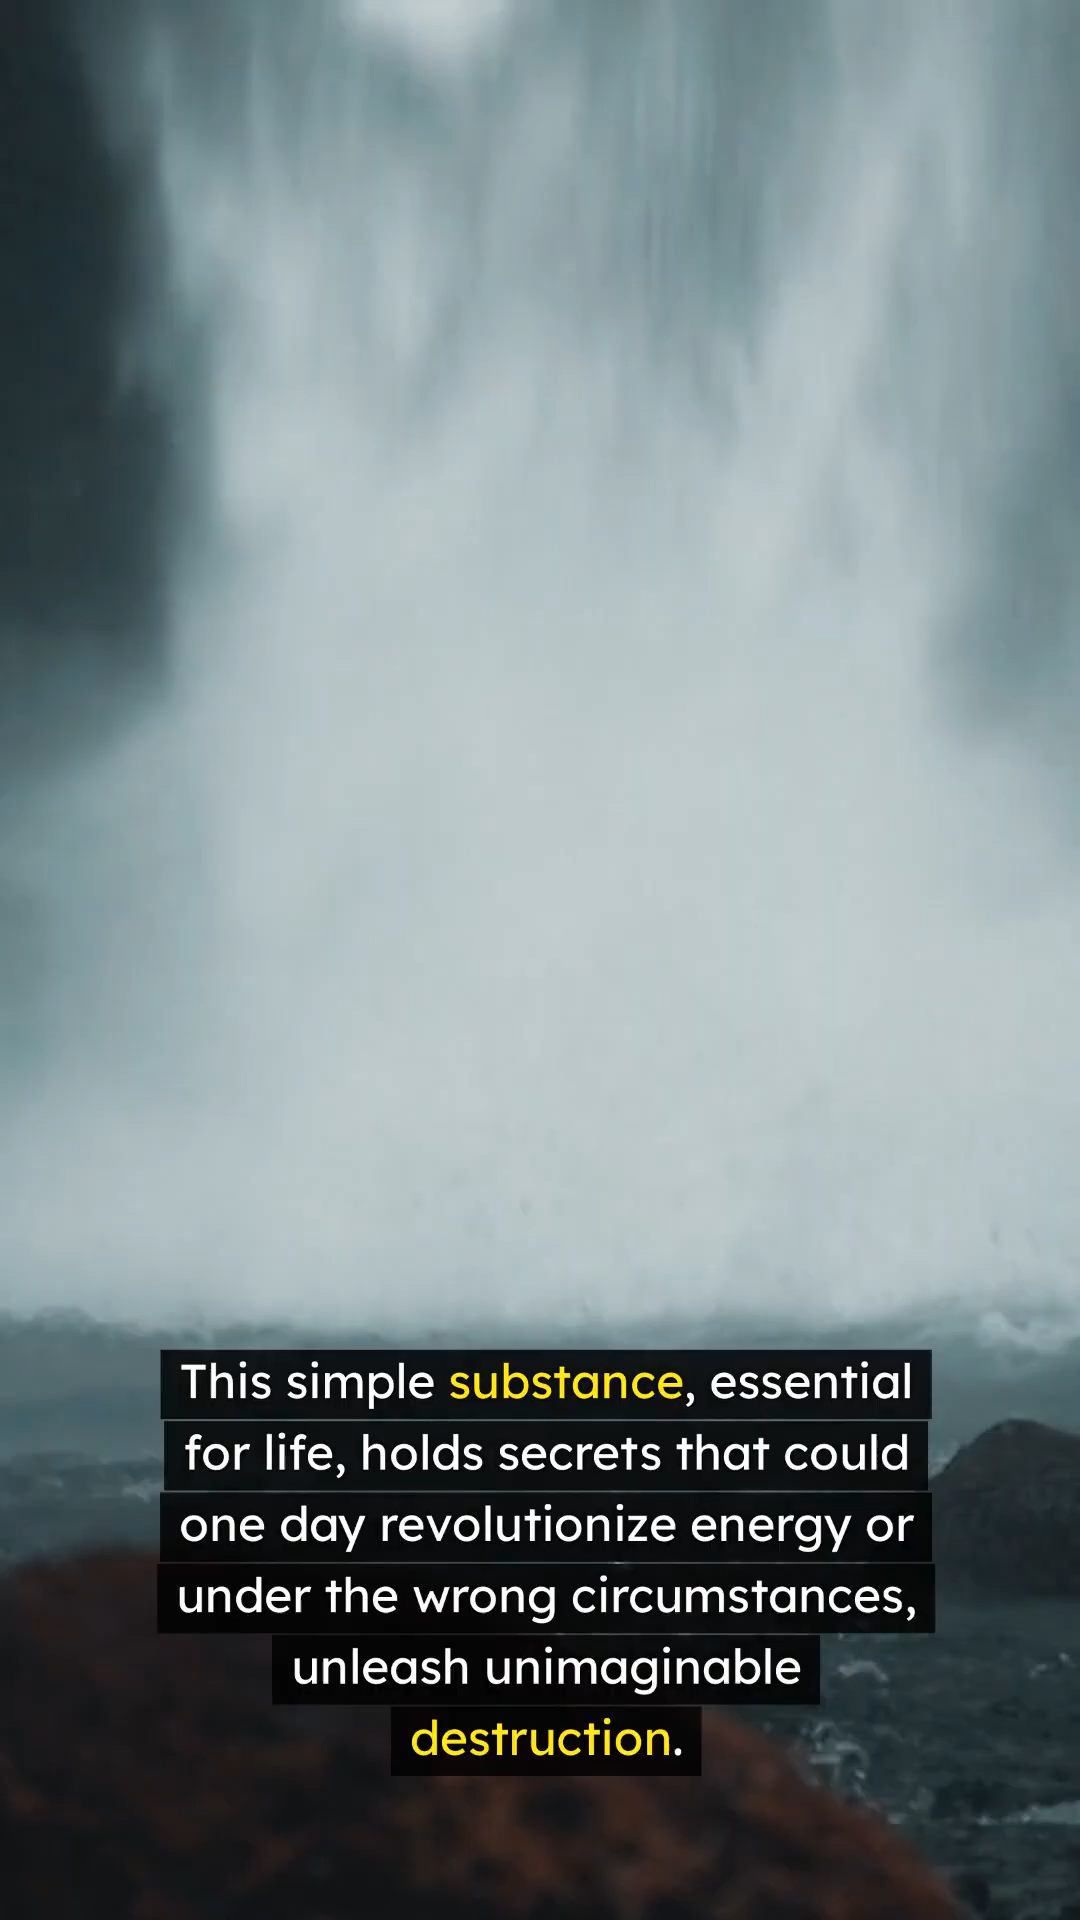 This simple substance, essential
for life, holds secrets that could
one day revolutionize energy or
under the wrong circumstances,
unleash unimaginable
destruction.